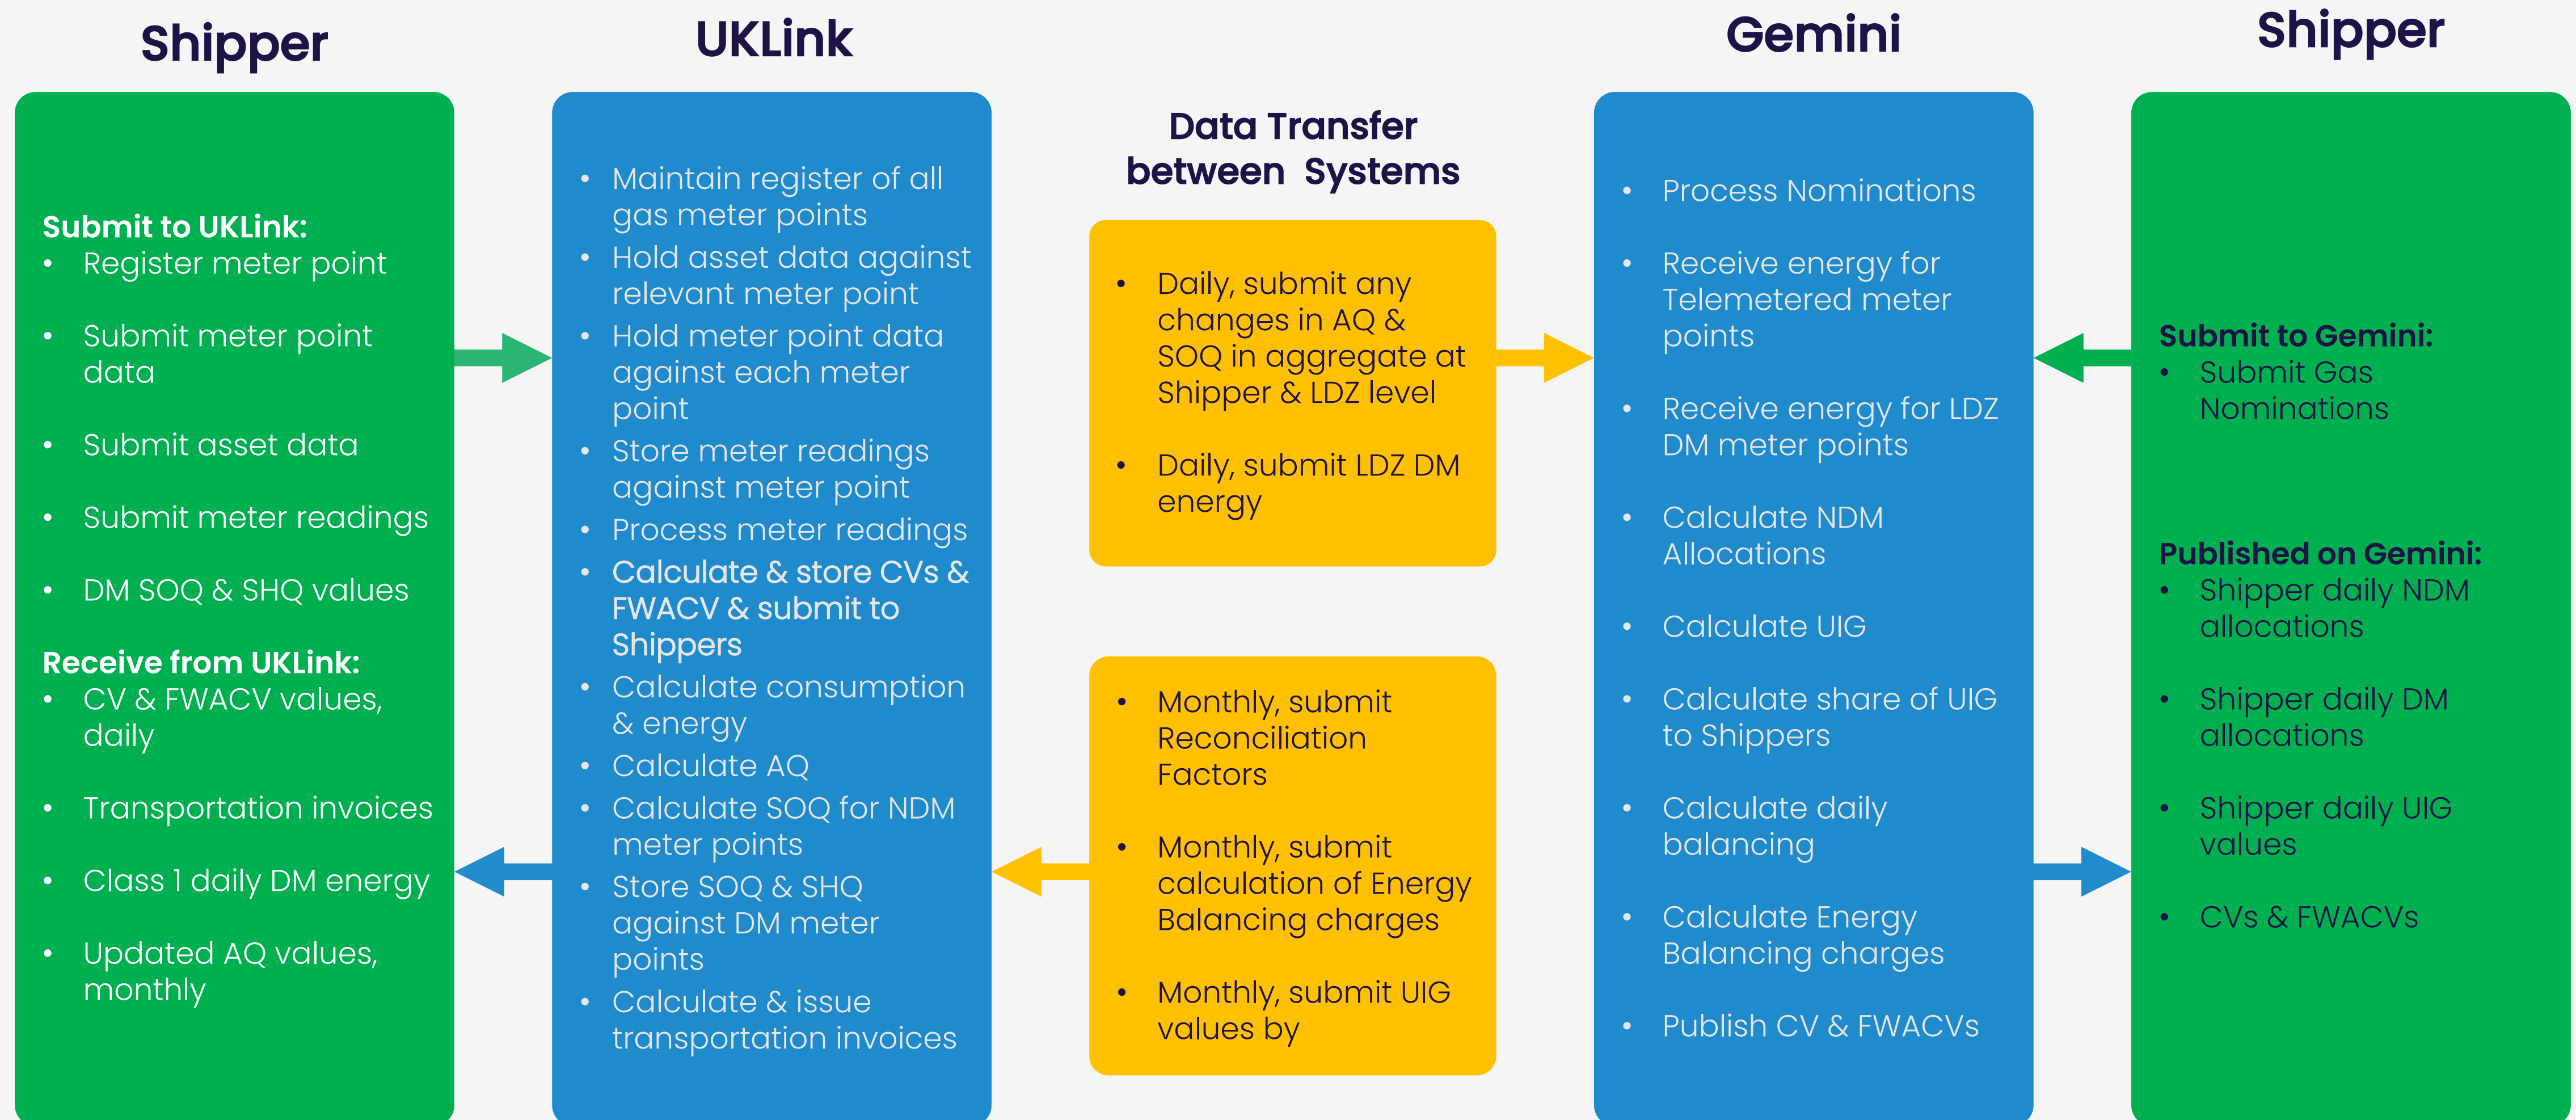 Shipper
Submit to UKLink:
• Register meter point
• Submit meter point
data
• Submit asset data
• Submit meter readings
• DM SOQ & SHQ values
Receive from UKLink:
• CV & FWACV values,
daily
• Transportation invoices
• Class 1 daily DM energy
• Updated AQ values,
monthly
UKLink
• Maintain register of all
gas meter points
• Hold asset data against
relevant meter point
• Hold meter point data
against each meter
point
• Store meter readings
against meter point
• Process meter readings
• Calculate & store CVs &
FWACV & submit to
Shippers
• Calculate consumption
& energy
• Calculate AQ
• Calculate SOQ for NDM
meter points
• Store SOQ & SHQ
against DM meter
points
• Calculate & issue
transportation invoices
Data Transfer
between Systems
• Daily, submit any
changes in AQ &
SOQ in aggregate at
Shipper & LDZ level
• Daily, submit LDZ DM
energy
• Monthly, submit
Reconciliation
Factors
• Monthly, submit
calculation of Energy
Balancing charges
• Monthly, submit UIG
values by
Gemini
• Process Nominations
• Receive energy for
Telemetered meter
points
• Receive energy for LDZ
DM meter points
• Calculate NDM
Allocations
• Calculate UIG
• Calculate share of UIG
to Shippers
• Calculate daily
balancing
• Calculate Energy
Balancing charges
• Publish CV & FWACVs
Shipper
Submit to Gemini:
• Submit Gas
Nominations
Published on Gemini:
• Shipper daily NDM
allocations
• Shipper daily DM
allocations
• Shipper daily UIG
values
• CVs & FWACVs